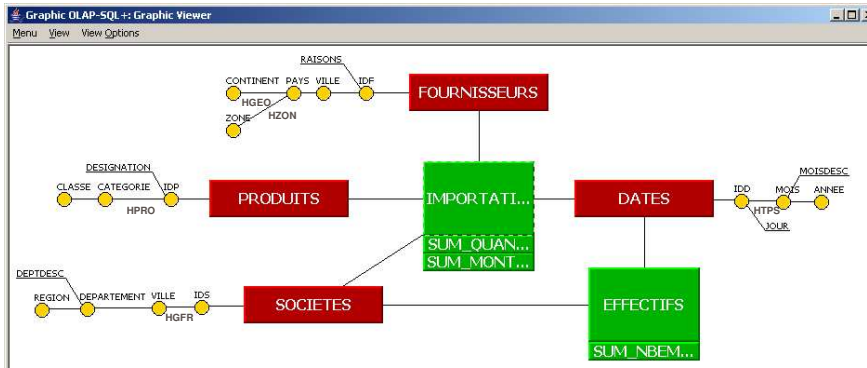 Graphic OLAP-SQL+: Graphic Viewer
Menu View View Options
RAISONS
CONTINENT PAYS VILLE IDF
FOURNISSEURS
HGEO
HZON
ZONE
DESIGNATION
MOISDESC
CLASSE CATEGORIE IDP
PRODUITS
IMPORTATI...
DATES
IDD MOIS ANNEE
HPRO
HTPS
JOUR
SUM_QUAN...
SUM_MONT...
DEPTDESC
REGION DEPARTEMENT VILLE IDS
SOCIETES
EFFECTIFS
HGFR
SUM_NBEM...